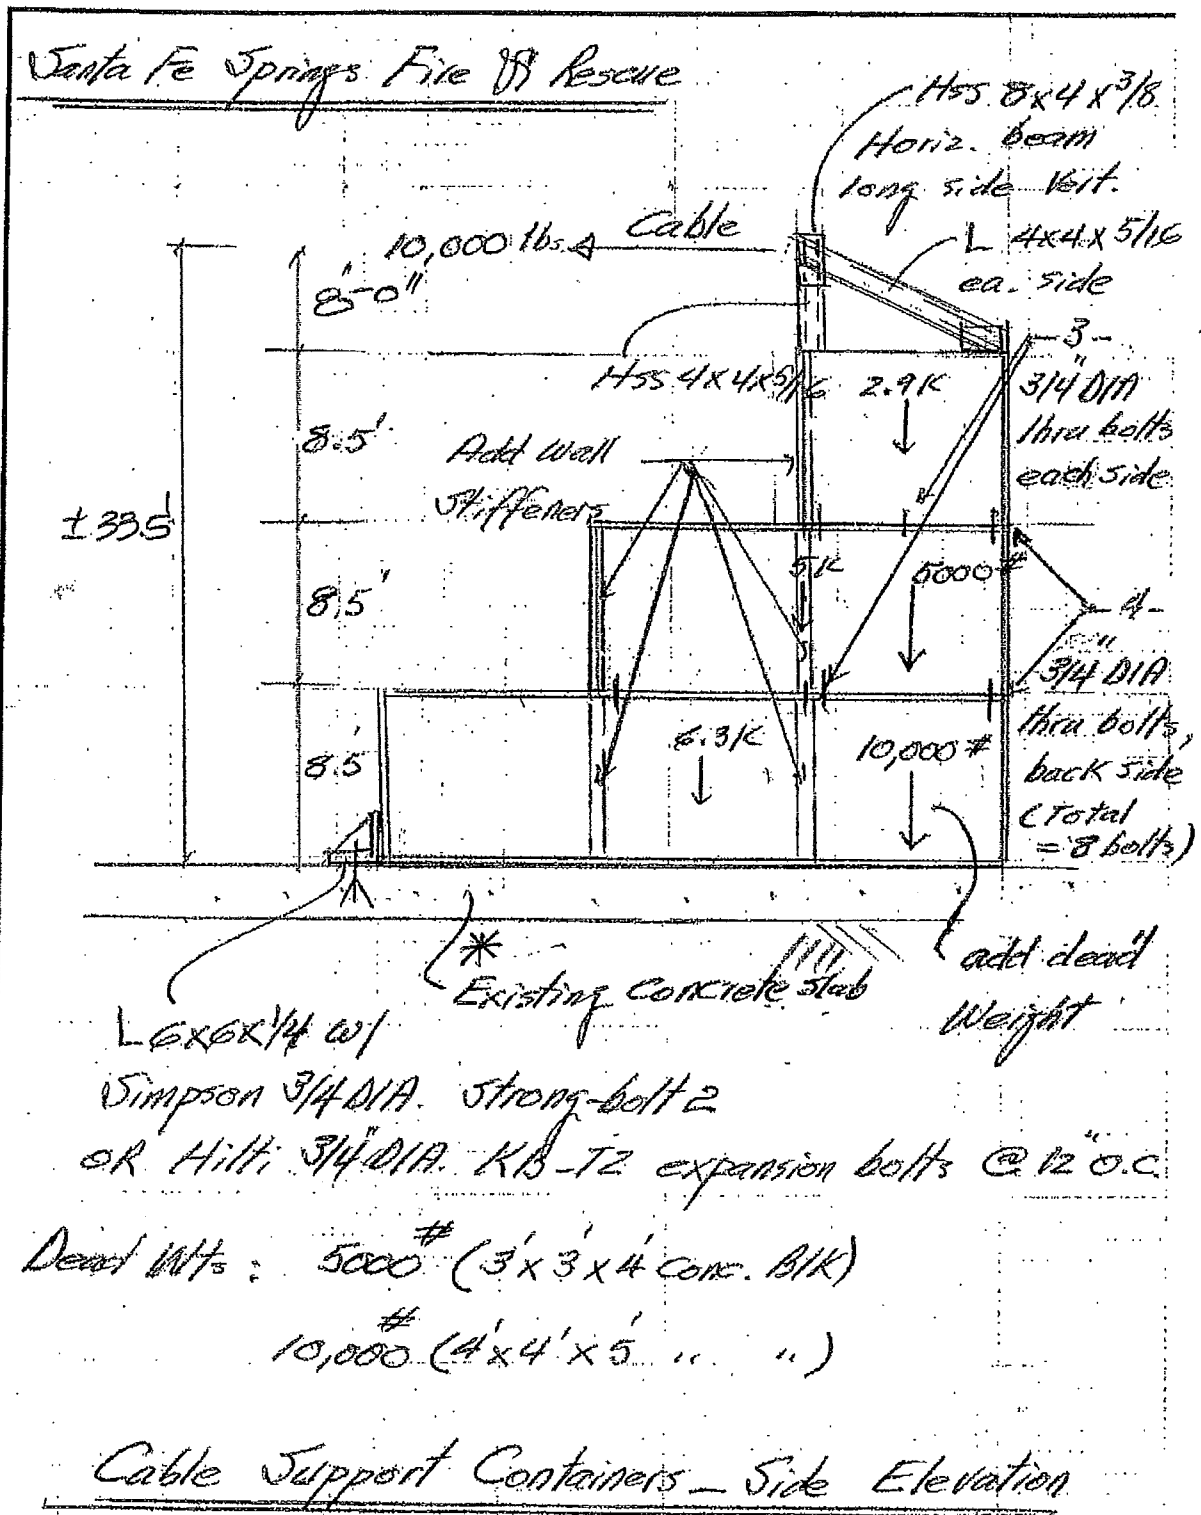 Santa Fe Springs Fire & Rescue
HSS 8x4x3/8
Horiz. beam
long side Vert.
10,000 lbs.
Cable
L 4x4x5/16
ea. side
8'-0"
HSS 4x4x5/16
2.9K
-3-
3/4" DIA
thru bolts
each side
8.5'
Add Wall
Stiffeners
±33.5'
8.5'
5K
5000#
-4-
3/4" DIA
thru bolts,
back side
(Total
= 8 bolts)
8.5'
6.3K
10,000#
*
Existing Concrete slab
add dead
Weight
L 6x6x1/4 w/
Simpson 3/4 DIA. Strong-bolt 2
OR Hilti 3/4" DIA. KB-TZ expansion bolts @ 12" o.c.
Dead Wts: 5000# (3'x3'x4' Conc. Blk)
10,000# (4'x4'x5' " ")
Cable Support Containers - Side Elevation